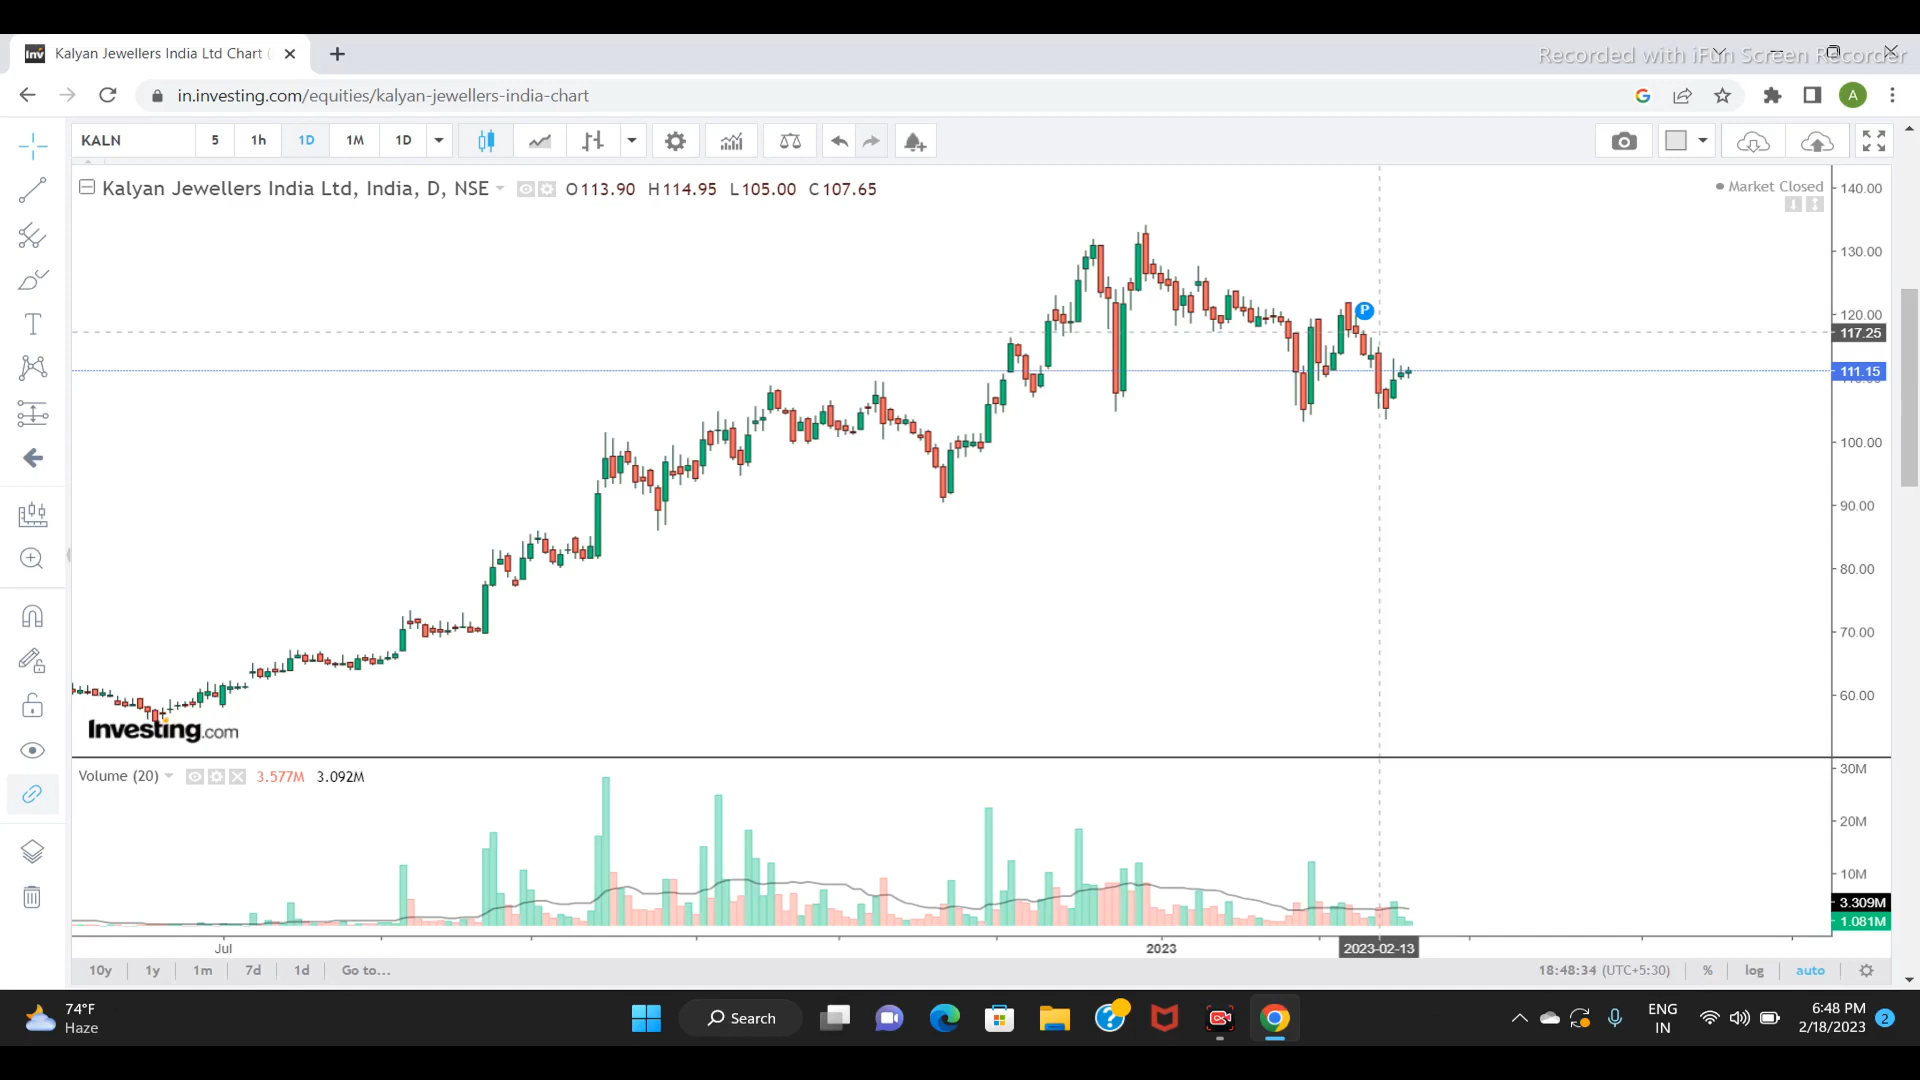 Kalyan Jewellers India Ltd Chart
Recorded with iFun Screen Recorder
in.investing.com/equities/kalyan-jewellers-india-chart
A
KALN 5 1h 1D 1M 1D
Kalyan Jewellers India Ltd, India, D, NSE O113.90 H114.95 L105.00 C107.65
Market Closed
140.00
130.00
P
120.00
117.25
111.15
100.00
90.00
80.00
70.00
60.00
Investing.com
Volume (20) 3.577M 3.092M
30M
20M
10M
3.309M
1.081M
Jul 2023 2023-02-13
10y 1y 1m 7d 1d Go to... 18:48:34 (UTC+5:30) % log auto
74°F
Haze
Search
ENG
IN
6:48 PM
2/18/2023
2